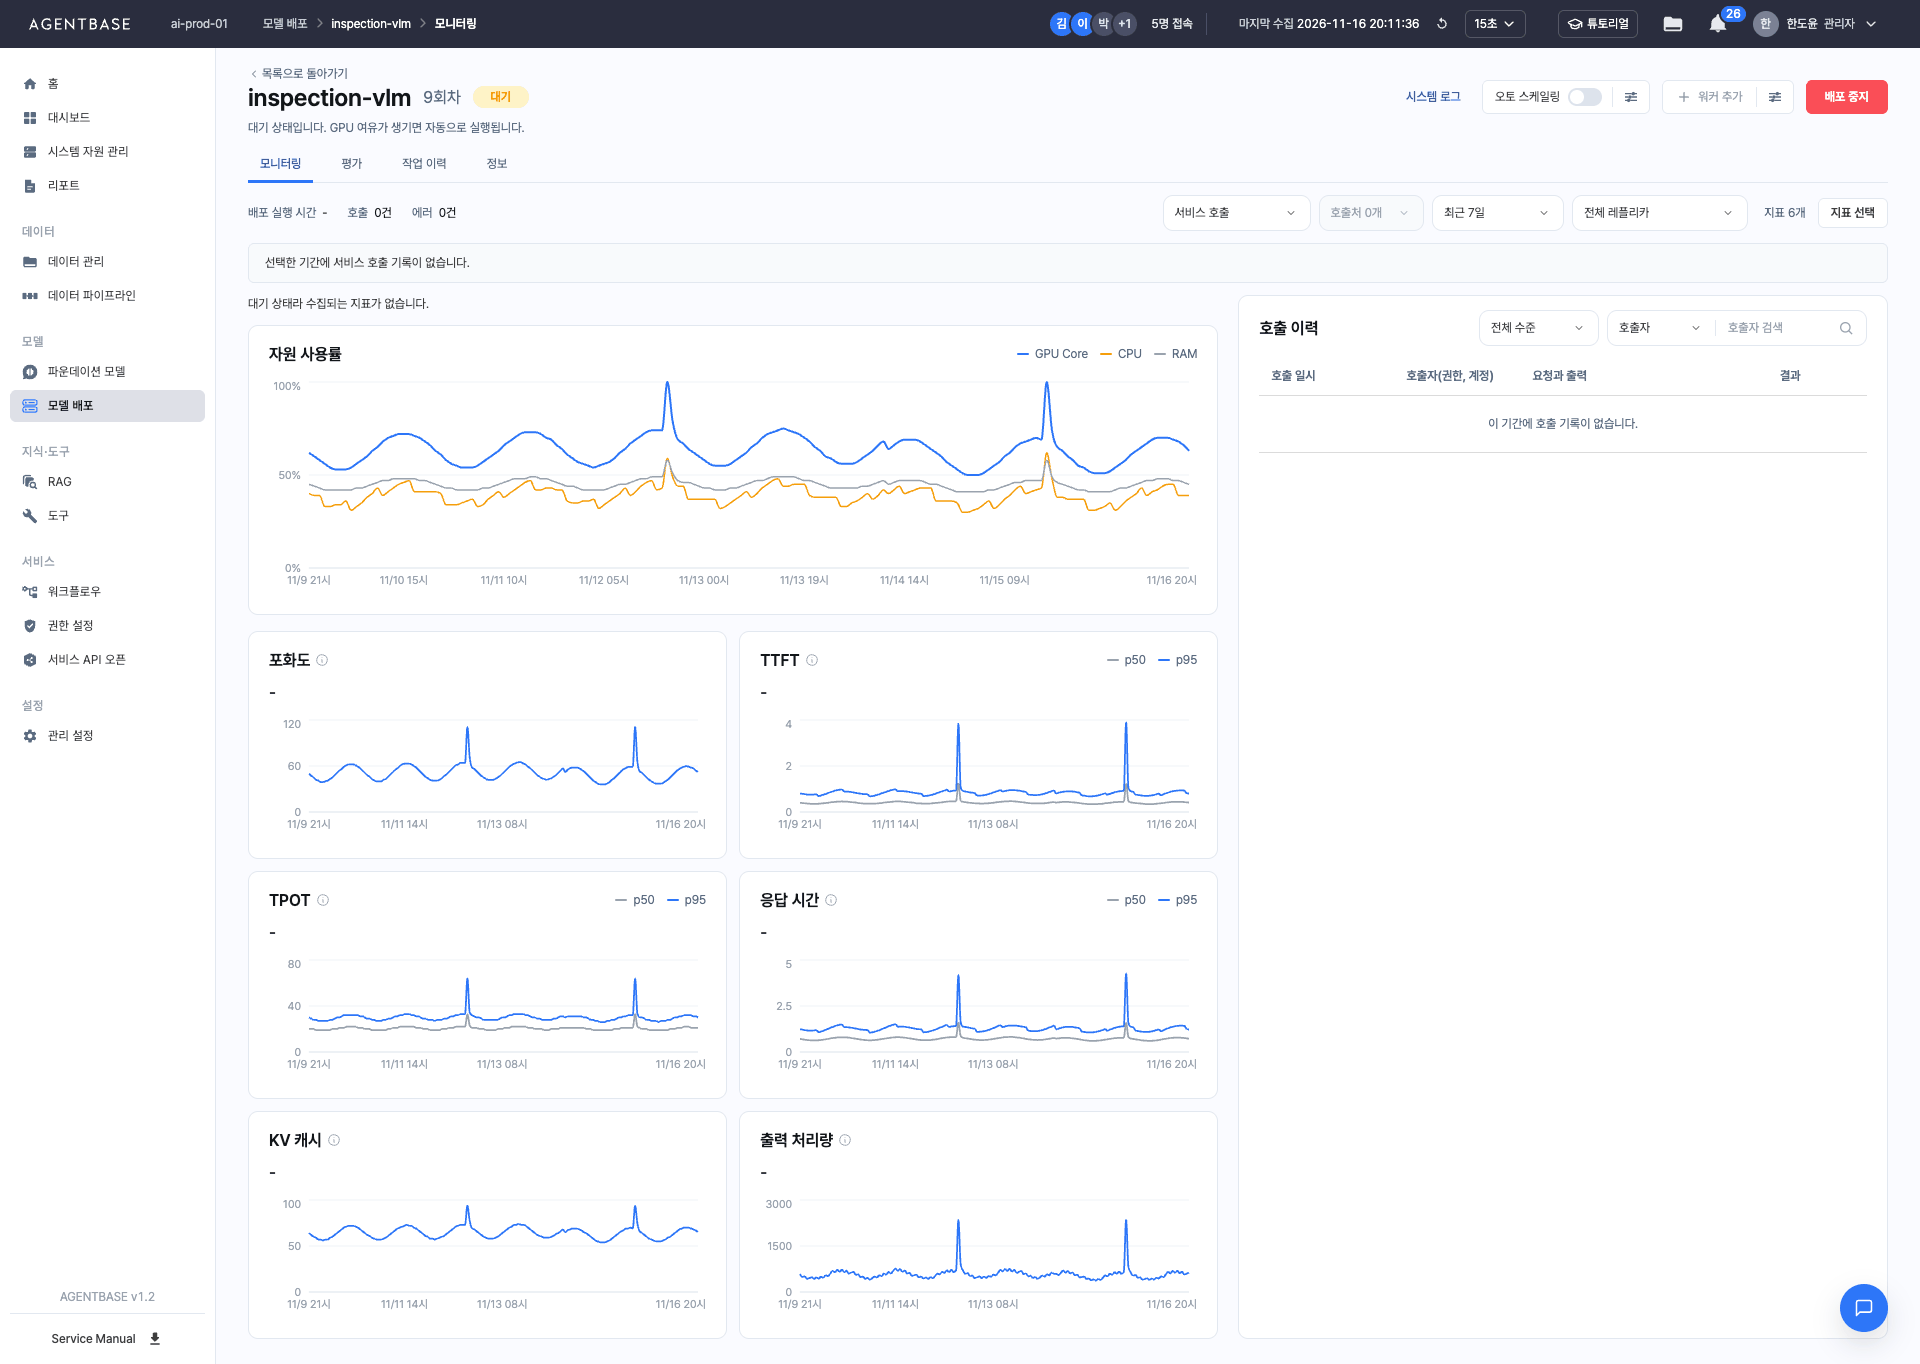 AGENTBASE
ai-prod-01
모델 배포 > inspection-vlm > 모니터링
김 이 박 +1 5명 접속
마지막 수집 2026-11-16 20:11:36
15초
튜토리얼
26
한 한도윤 관리자
홈
대시보드
시스템 자원 관리
리포트
데이터
데이터 관리
데이터 파이프라인
모델
파운데이션 모델
모델 배포
지식·도구
RAG
도구
서비스
워크플로우
권한 설정
서비스 API 오픈
설정
관리 설정
AGENTBASE v1.2
Service Manual
목록으로 돌아가기
inspection-vlm 9회차 대기
대기 상태입니다. GPU 여유가 생기면 자동으로 실행됩니다.
시스템 로그
오토 스케일링
워커 추가
배포 중지
모니터링 평가 작업 이력 정보
배포 실행 시간 - 호출 0건 에러 0건
서비스 호출
호출처 0개
최근 7일
전체 레플리카
지표 6개
지표 선택
선택한 기간에 서비스 호출 기록이 없습니다.
대기 상태라 수집되는 지표가 없습니다.
자원 사용률
GPU Core CPU RAM
100%
50%
0%
11/9 21시 11/10 15시 11/11 10시 11/12 05시 11/13 00시 11/13 19시 11/14 14시 11/15 09시 11/16 20시
포화도
-
120
60
0
11/9 21시 11/11 14시 11/13 08시 11/16 20시
TTFT
p50 p95
-
4
2
0
11/9 21시 11/11 14시 11/13 08시 11/16 20시
TPOT
p50 p95
-
80
40
0
11/9 21시 11/11 14시 11/13 08시 11/16 20시
응답 시간
p50 p95
-
5
2.5
0
11/9 21시 11/11 14시 11/13 08시 11/16 20시
KV 캐시
-
100
50
0
11/9 21시 11/11 14시 11/13 08시 11/16 20시
출력 처리량
-
3000
1500
0
11/9 21시 11/11 14시 11/13 08시 11/16 20시
호출 이력
전체 수준
호출자
호출자 검색
호출 일시 호출자(권한, 계정) 요청과 출력 결과
이 기간에 호출 기록이 없습니다.